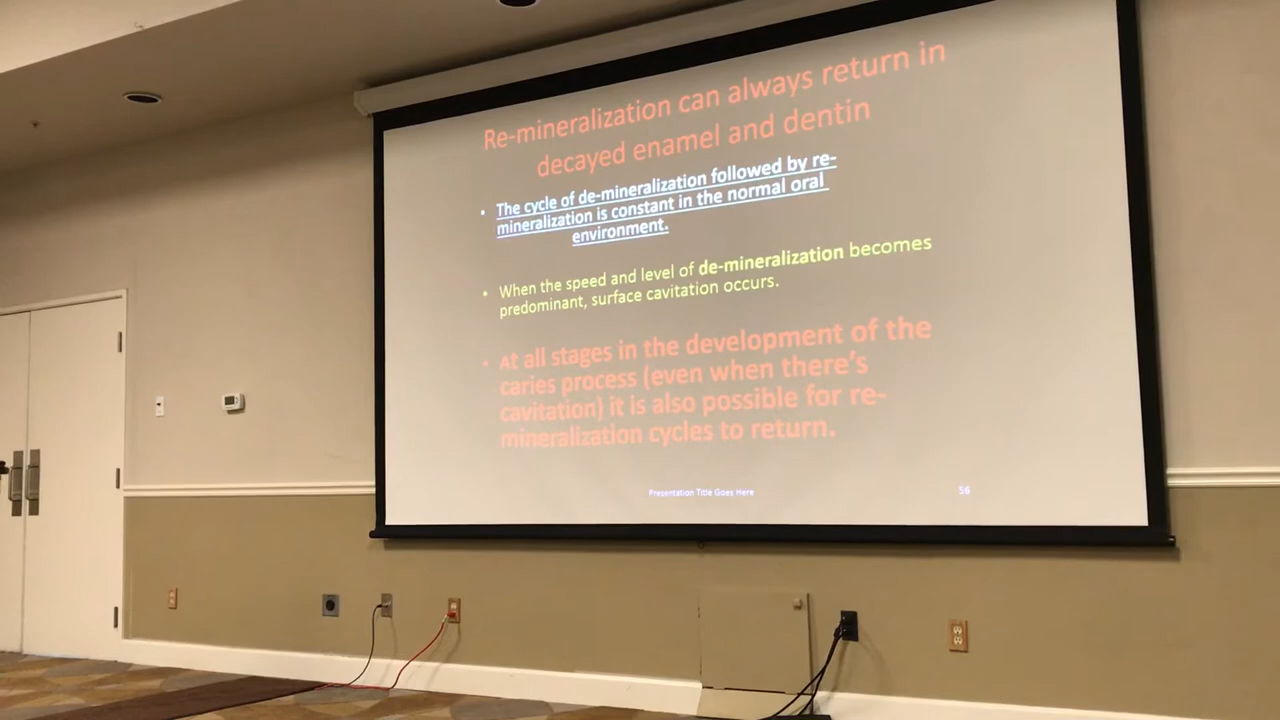 Re-mineralization can always return in
decayed enamel and dentin
• The cycle of de-mineralization followed by re-
mineralization is constant in the normal oral
environment.
• When the speed and level of de-mineralization becomes
predominant, surface cavitation occurs.
• At all stages in the development of the
caries process (even when there's
cavitation) it is also possible for re-
mineralization cycles to return.
Presentation Title Goes Here
56